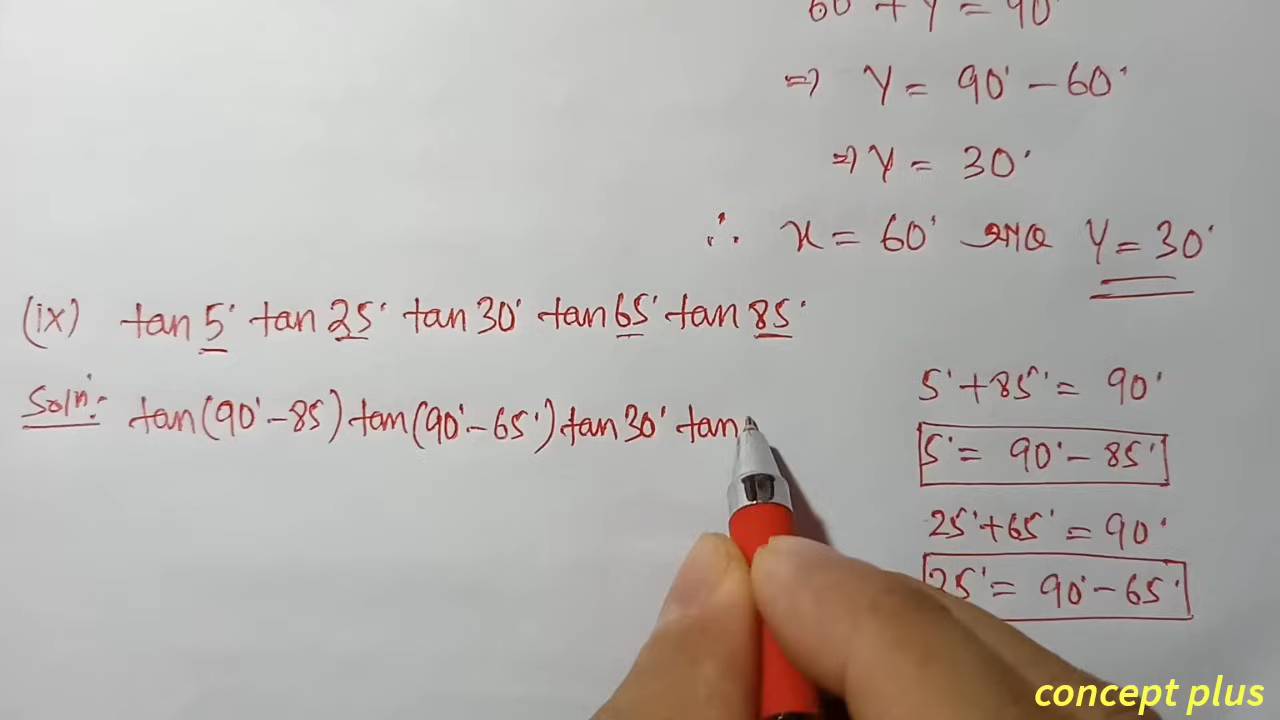 60 + Y = 90
⇒ Y = 90° - 60°
⇒ Y = 30°
∴ x = 60° আৰু Y = 30°
(ix) tan 5° tan 25° tan 30° tan 65° tan 85°
Soln:- tan(90° - 85) tan(90° - 65°) tan 30° tan
5° + 85° = 90°
5° = 90° - 85°
25° + 65° = 90°
25° = 90° - 65°
concept plus